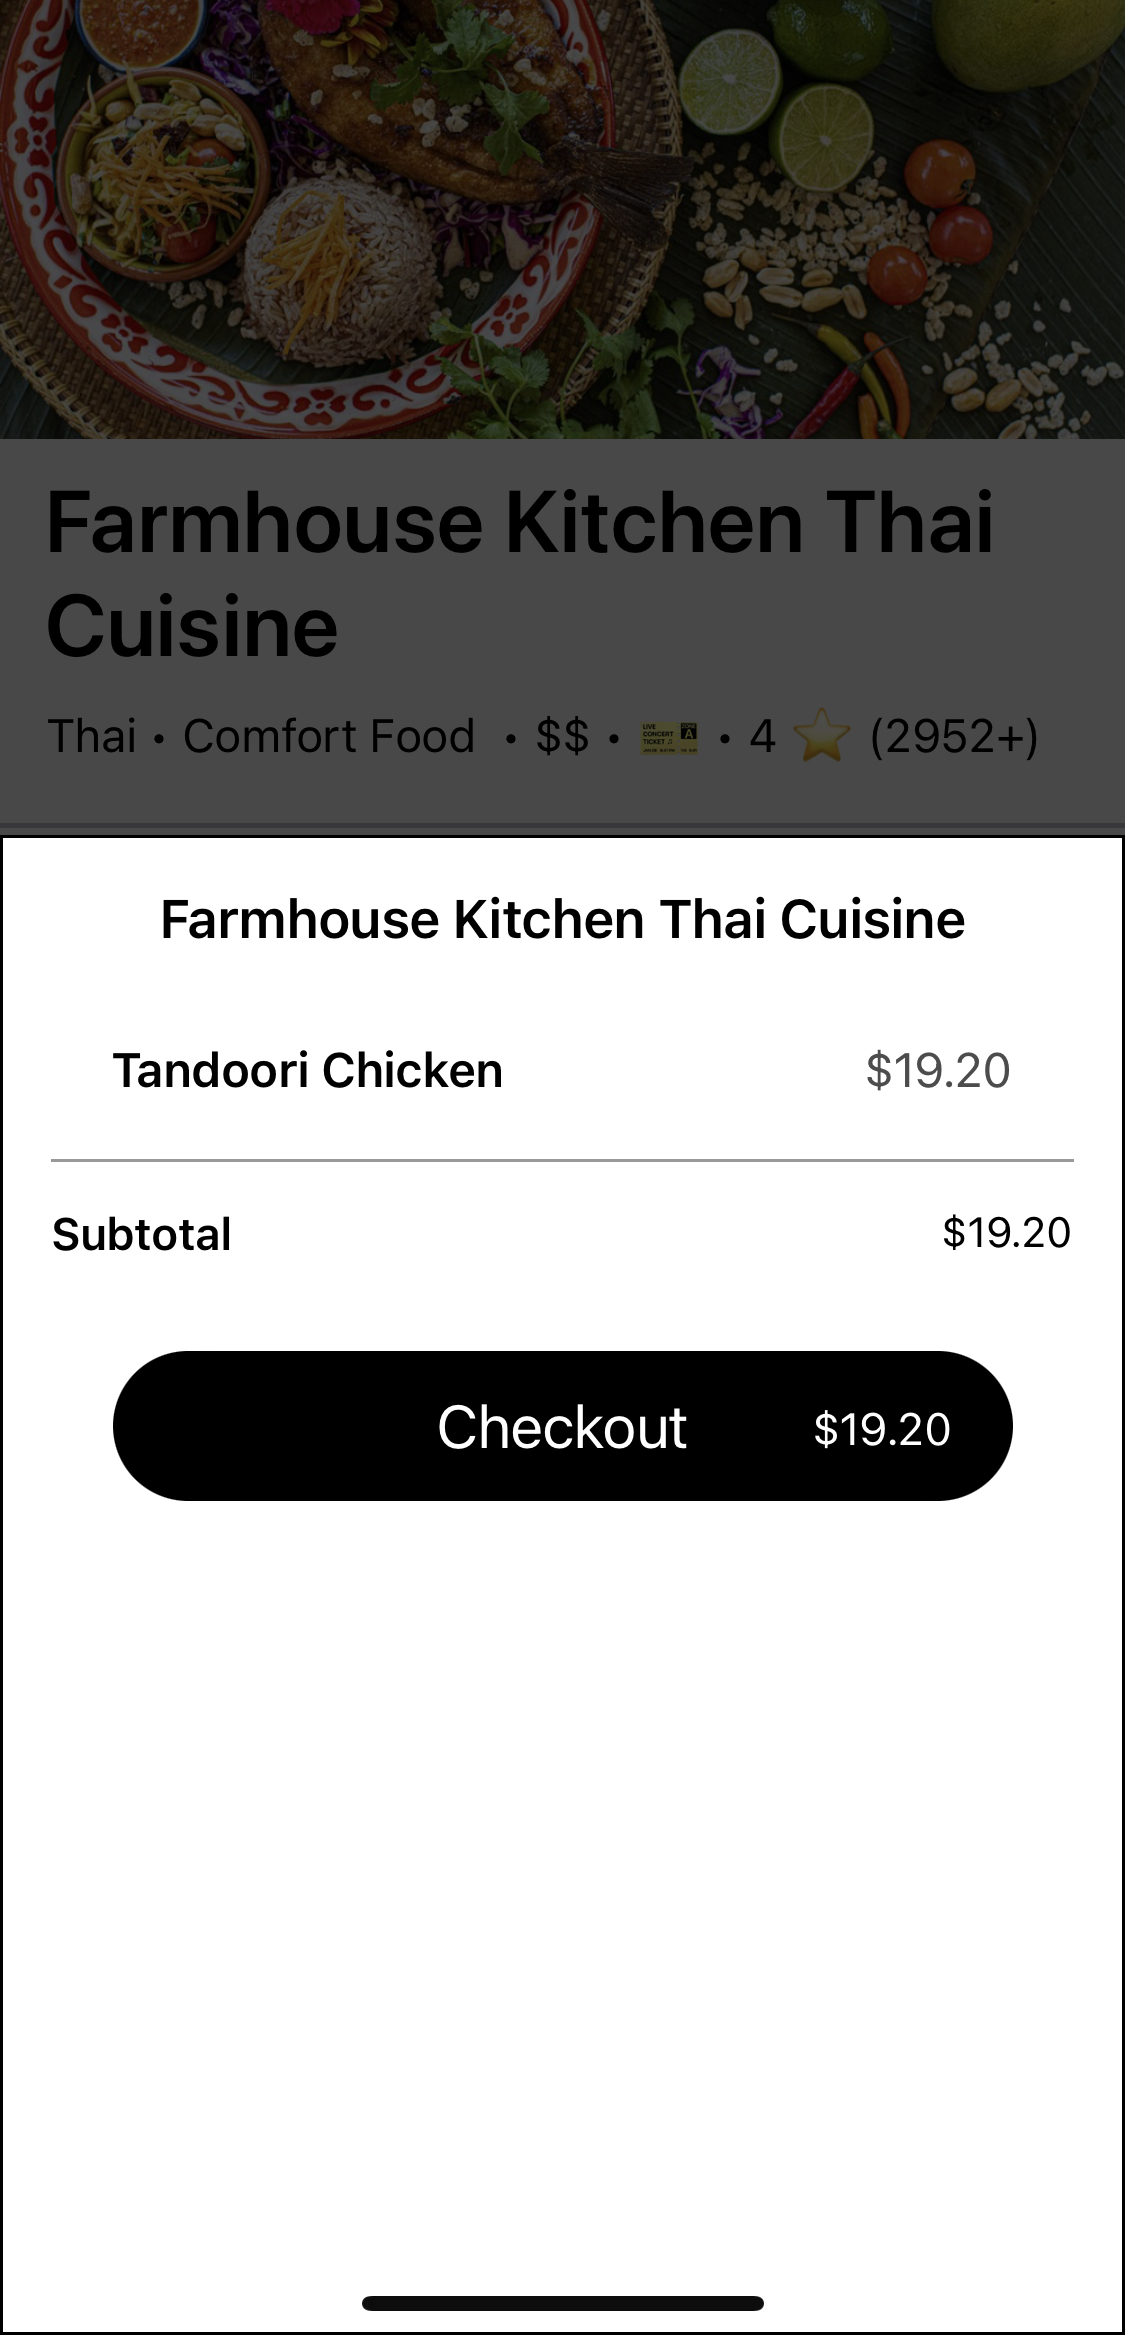 Farmhouse Kitchen Thai
Cuisine
Thai • Comfort Food • $$ • 🎫 • 4 ⭐ (2952+)
Farmhouse Kitchen Thai Cuisine
Tandoori Chicken $19.20
Subtotal $19.20
Checkout $19.20